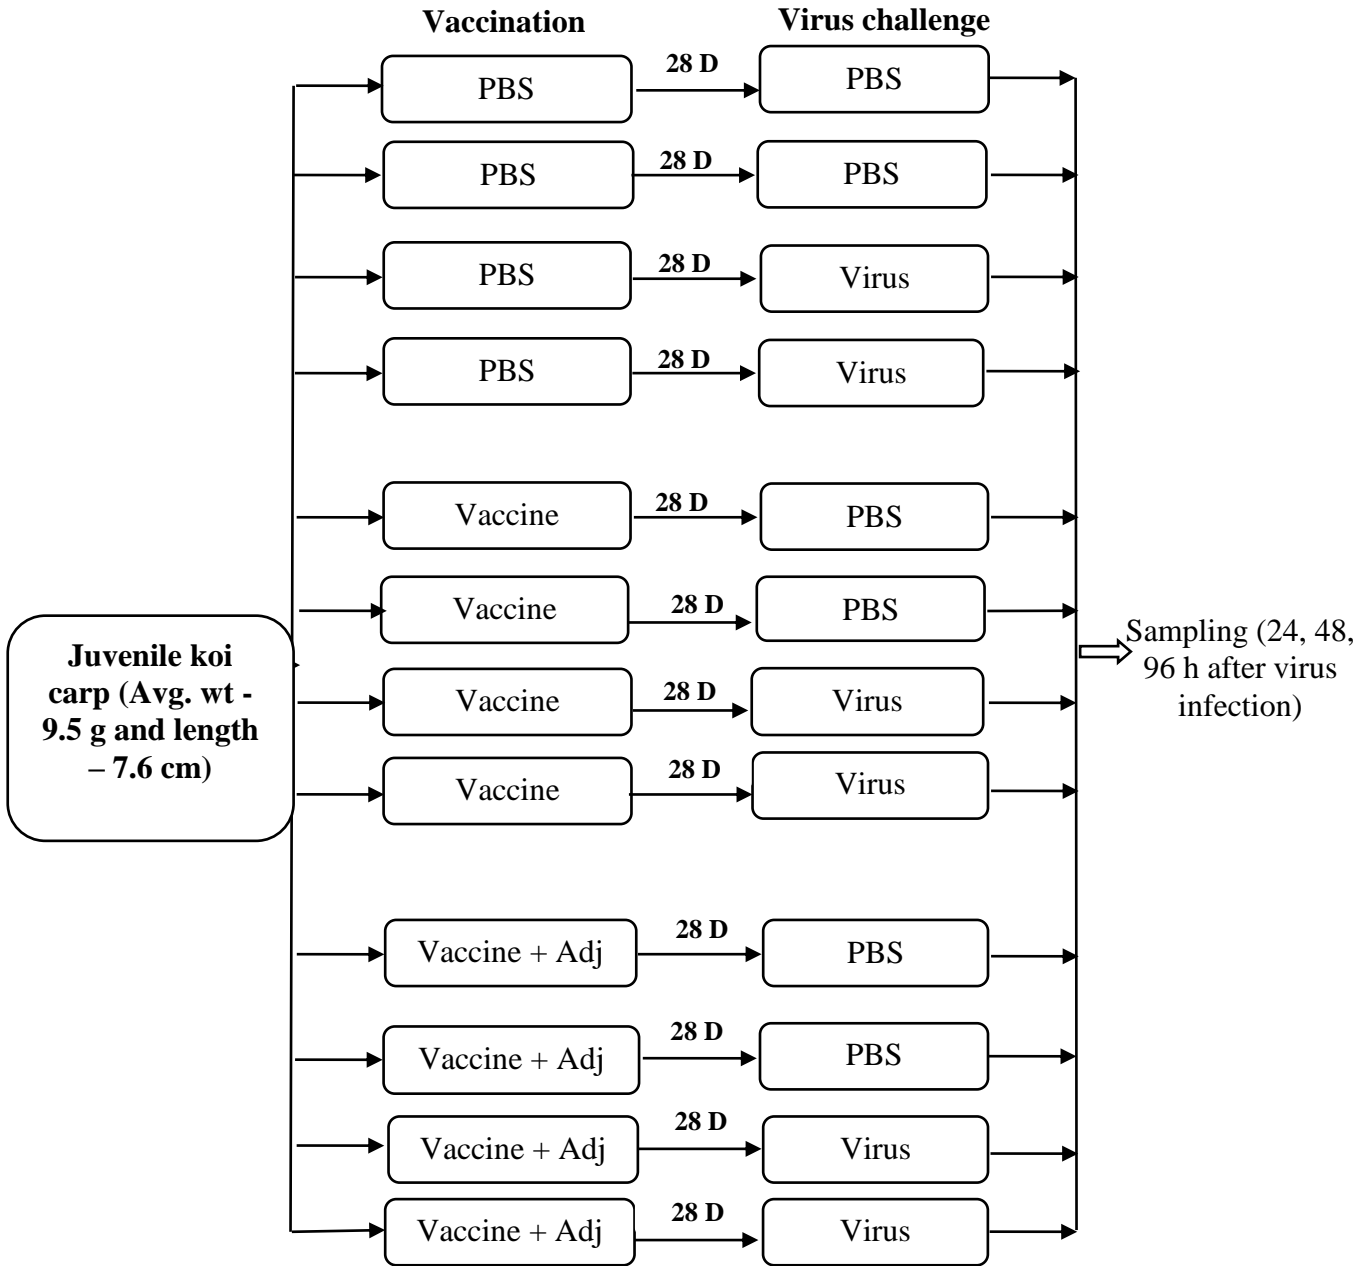 Vaccination
Virus challenge
PBS
28 D
PBS
PBS
28 D
PBS
PBS
28 D
Virus
PBS
28 D
Virus
Vaccine
28 D
PBS
Vaccine
28 D
PBS
Vaccine
28 D
Virus
Vaccine
28 D
Virus
Vaccine + Adj
28 D
PBS
Vaccine + Adj
28 D
PBS
Vaccine + Adj
28 D
Virus
Vaccine + Adj
28 D
Virus
Juvenile koi
carp (Avg. wt -
9.5 g and length
– 7.6 cm)
Sampling (24, 48,
96 h after virus
infection)